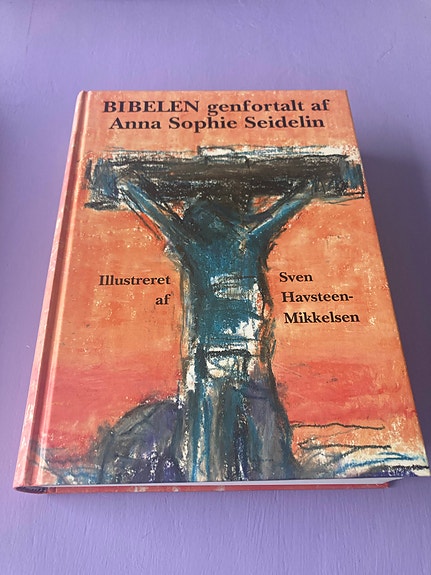 BIBELEN genfortalt af
Anna Sophie Seidelin
Illustreret
af
Sven
Havsteen-
Mikkelsen